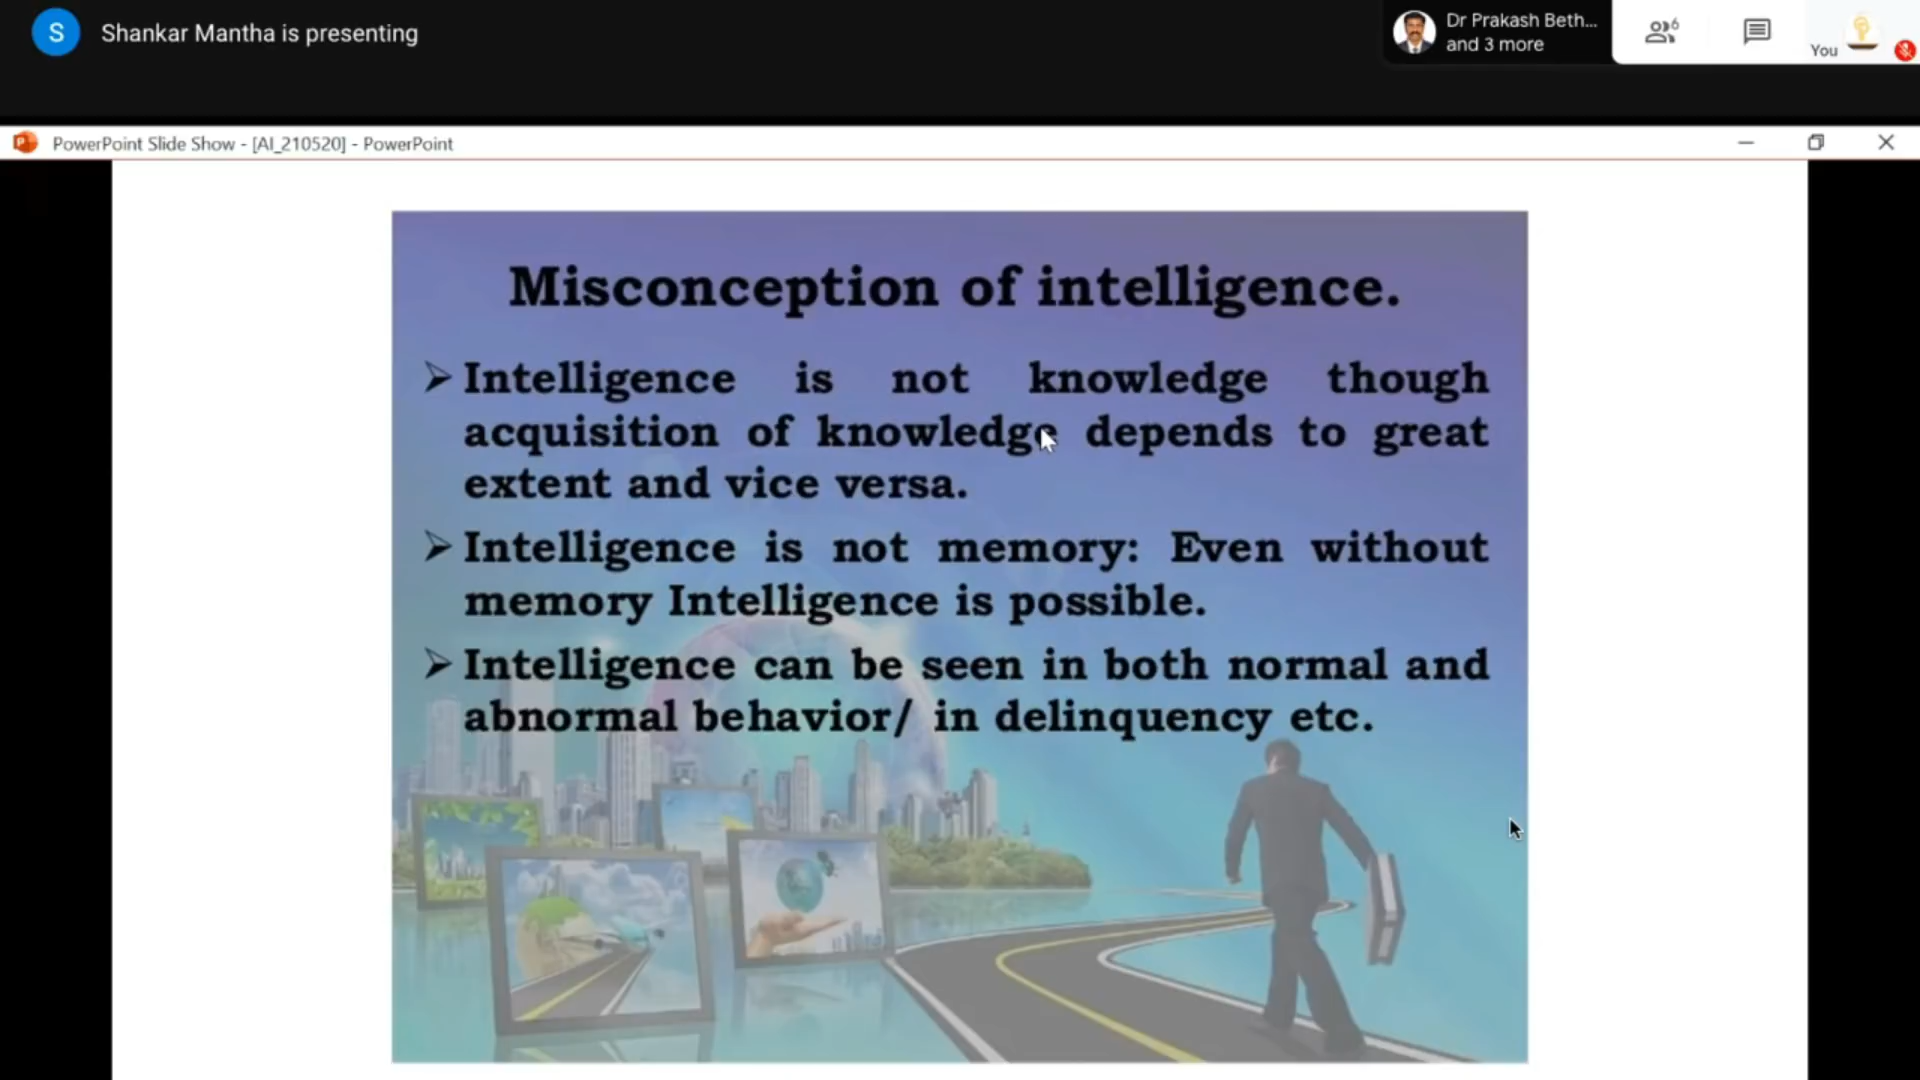 S
Shankar Mantha is presenting
Dr Prakash Beth...
and 3 more
6
You
PowerPoint Slide Show - [AI_210520] - PowerPoint
Misconception of intelligence.
➢ Intelligence is not knowledge though
acquisition of knowledge depends to great
extent and vice versa.
➢ Intelligence is not memory: Even without
memory Intelligence is possible.
➢ Intelligence can be seen in both normal and
abnormal behavior/ in delinquency etc.